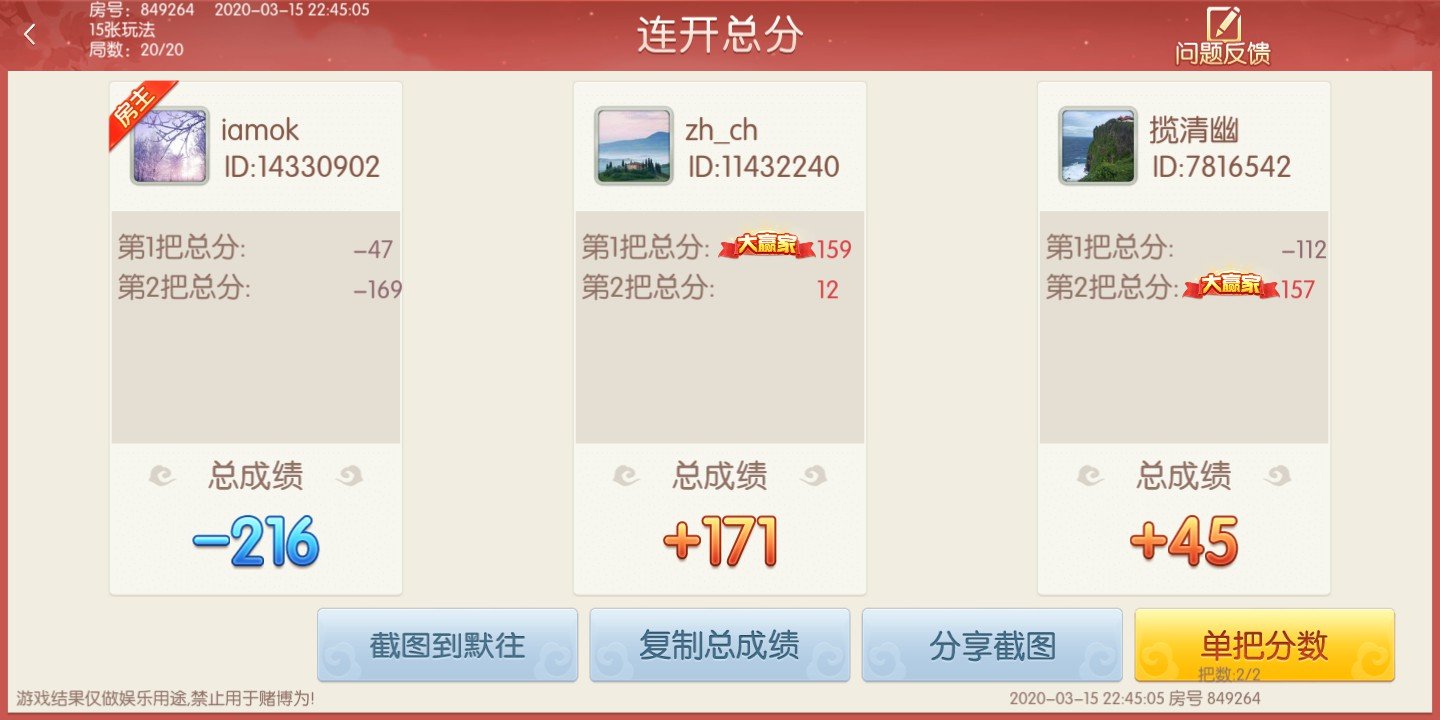 房号：849264 2020-03-15 22:45:05
15张玩法
局数：20/20
连开总分
问题反馈
房主
iamok
ID:14330902
第1把总分: -47
第2把总分: -169
总成绩
-216
zh_ch
ID:11432240
第1把总分: 大赢家 159
第2把总分: 12
总成绩
+171
揽清幽
ID:7816542
第1把总分: -112
第2把总分: 大赢家 157
总成绩
+45
截图到默往
复制总成绩
分享截图
单把分数
把数:2/2
游戏结果仅做娱乐用途,禁止用于赌博为!
2020-03-15 22:45:05 房号 849264